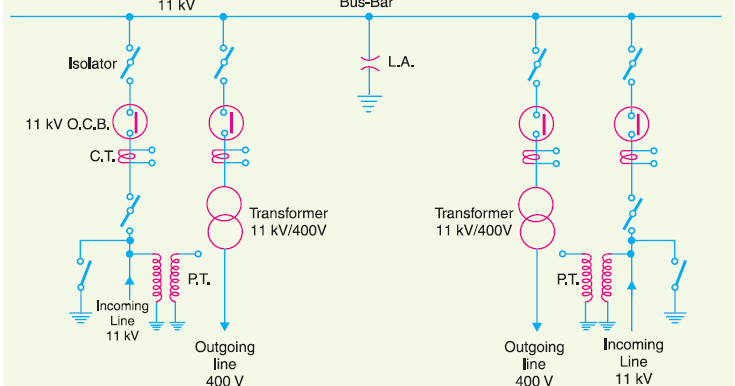 11 kV
Bus-Bar
Isolator
L.A.
11 kV O.C.B.
C.T.
Transformer
11 kV/400V
Transformer
11 kV/400V
P.T.
P.T.
Incoming
Line
11 kV
Outgoing
line
400 V
Outgoing
line
400 V
Incoming
Line
11 kV